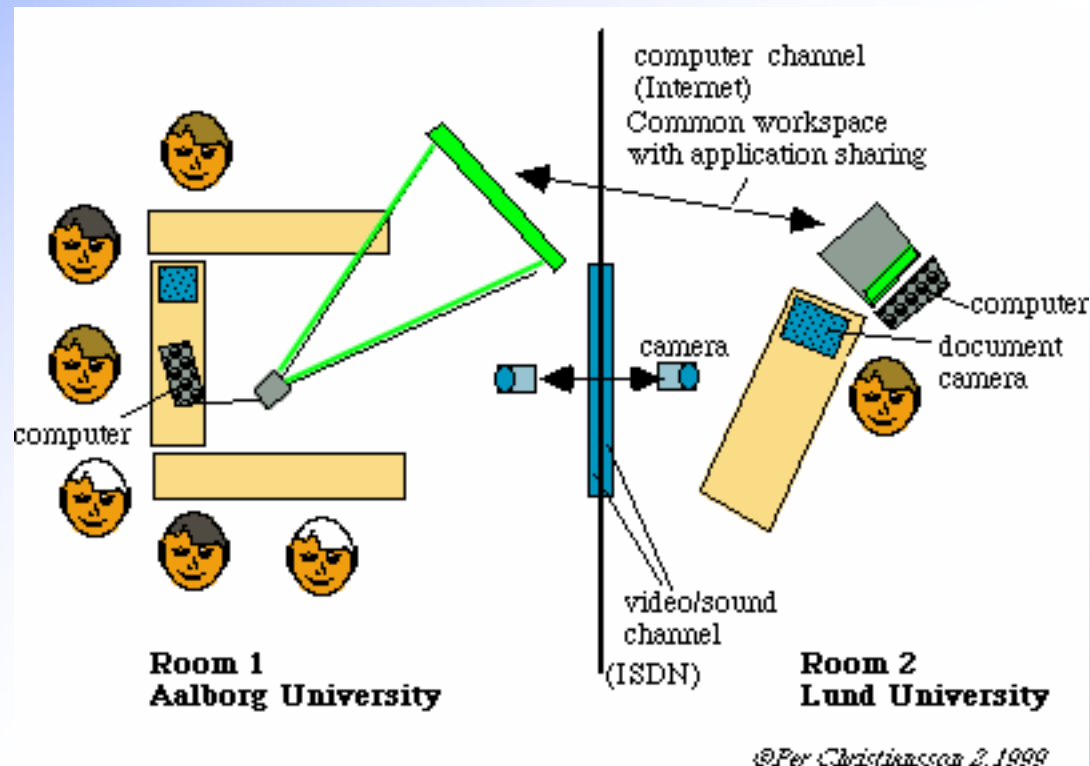 computer channel
(Internet)
Common workspace
with application sharing
computer
camera
document
camera
computer
video/sound
channel
(ISDN)
Room 1
Aalborg University
Room 2
Lund University
@Per Christiansson 2.1999